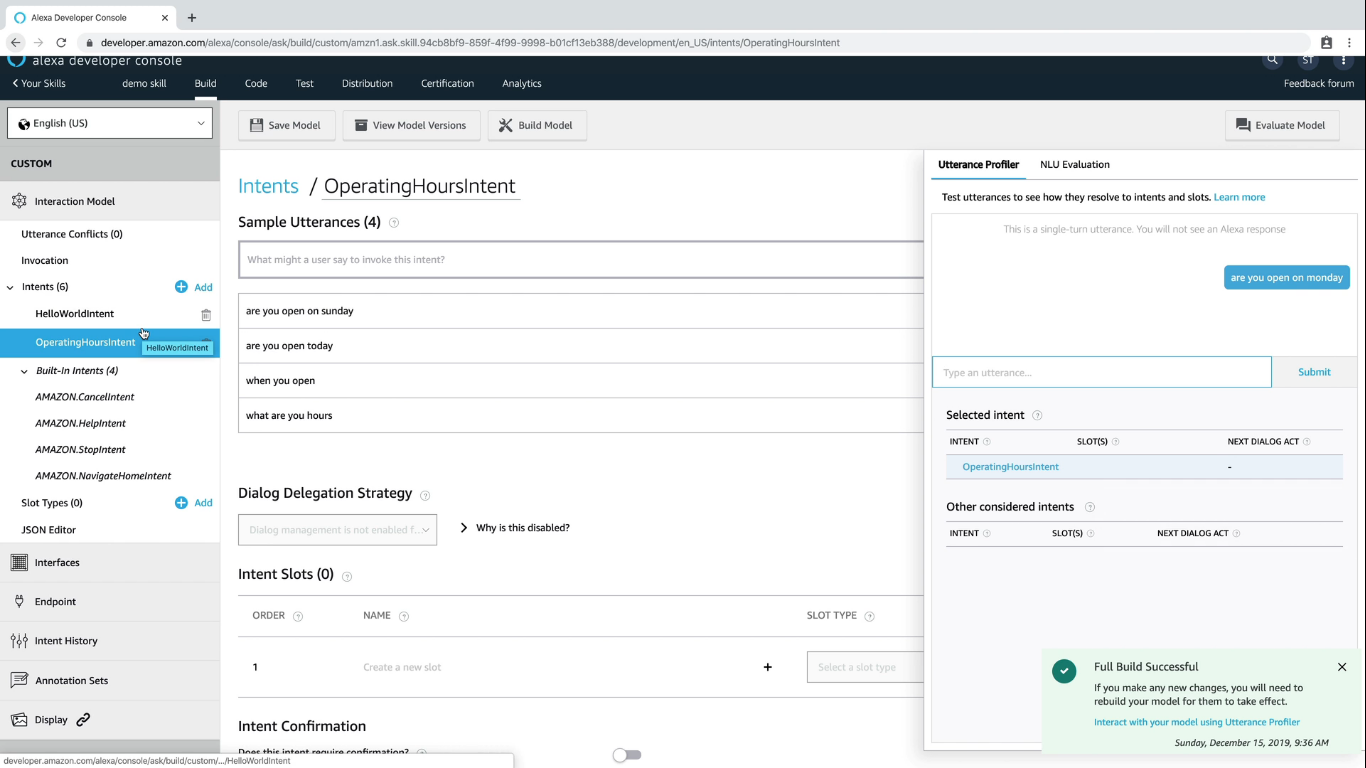 Alexa Developer Console
developer.amazon.com/alexa/console/ask/build/custom/amzn1.ask.skill.94cb8bf9-859f-4f99-9998-b01cf13eb388/development/en_US/intents/OperatingHoursIntent
alexa developer console
ST
Your Skills
demo skill
Build
Code
Test
Distribution
Certification
Analytics
Feedback forum
English (US)
Save Model
View Model Versions
Build Model
Evaluate Model
CUSTOM
Interaction Model
Utterance Conflicts (0)
Invocation
Intents (6)
Add
HelloWorldIntent
OperatingHoursIntent
HelloWorldIntent
Built-In Intents (4)
AMAZON.CancelIntent
AMAZON.HelpIntent
AMAZON.StopIntent
AMAZON.NavigateHomeIntent
Slot Types (0)
Add
JSON Editor
Interfaces
Endpoint
Intent History
Annotation Sets
Display
developer.amazon.com/alexa/console/ask/build/custom/.../HelloWorldIntent
Intents / OperatingHoursIntent
Sample Utterances (4)
What might a user say to invoke this intent?
are you open on sunday
are you open today
when you open
what are you hours
Dialog Delegation Strategy
Dialog management is not enabled f...
Why is this disabled?
Intent Slots (0)
ORDER
NAME
SLOT TYPE
1
Create a new slot
Select a slot type
Intent Confirmation
Does this intent require confirmation?
Utterance Profiler
NLU Evaluation
Test utterances to see how they resolve to intents and slots. Learn more
This is a single-turn utterance. You will not see an Alexa response
are you open on monday
Type an utterance...
Submit
Selected intent
INTENT
SLOT(S)
NEXT DIALOG ACT
OperatingHoursIntent
-
Other considered intents
INTENT
SLOT(S)
NEXT DIALOG ACT
Full Build Successful
If you make any new changes, you will need to
rebuild your model for them to take effect.
Interact with your model using Utterance Profiler
Sunday, December 15, 2019, 9:36 AM